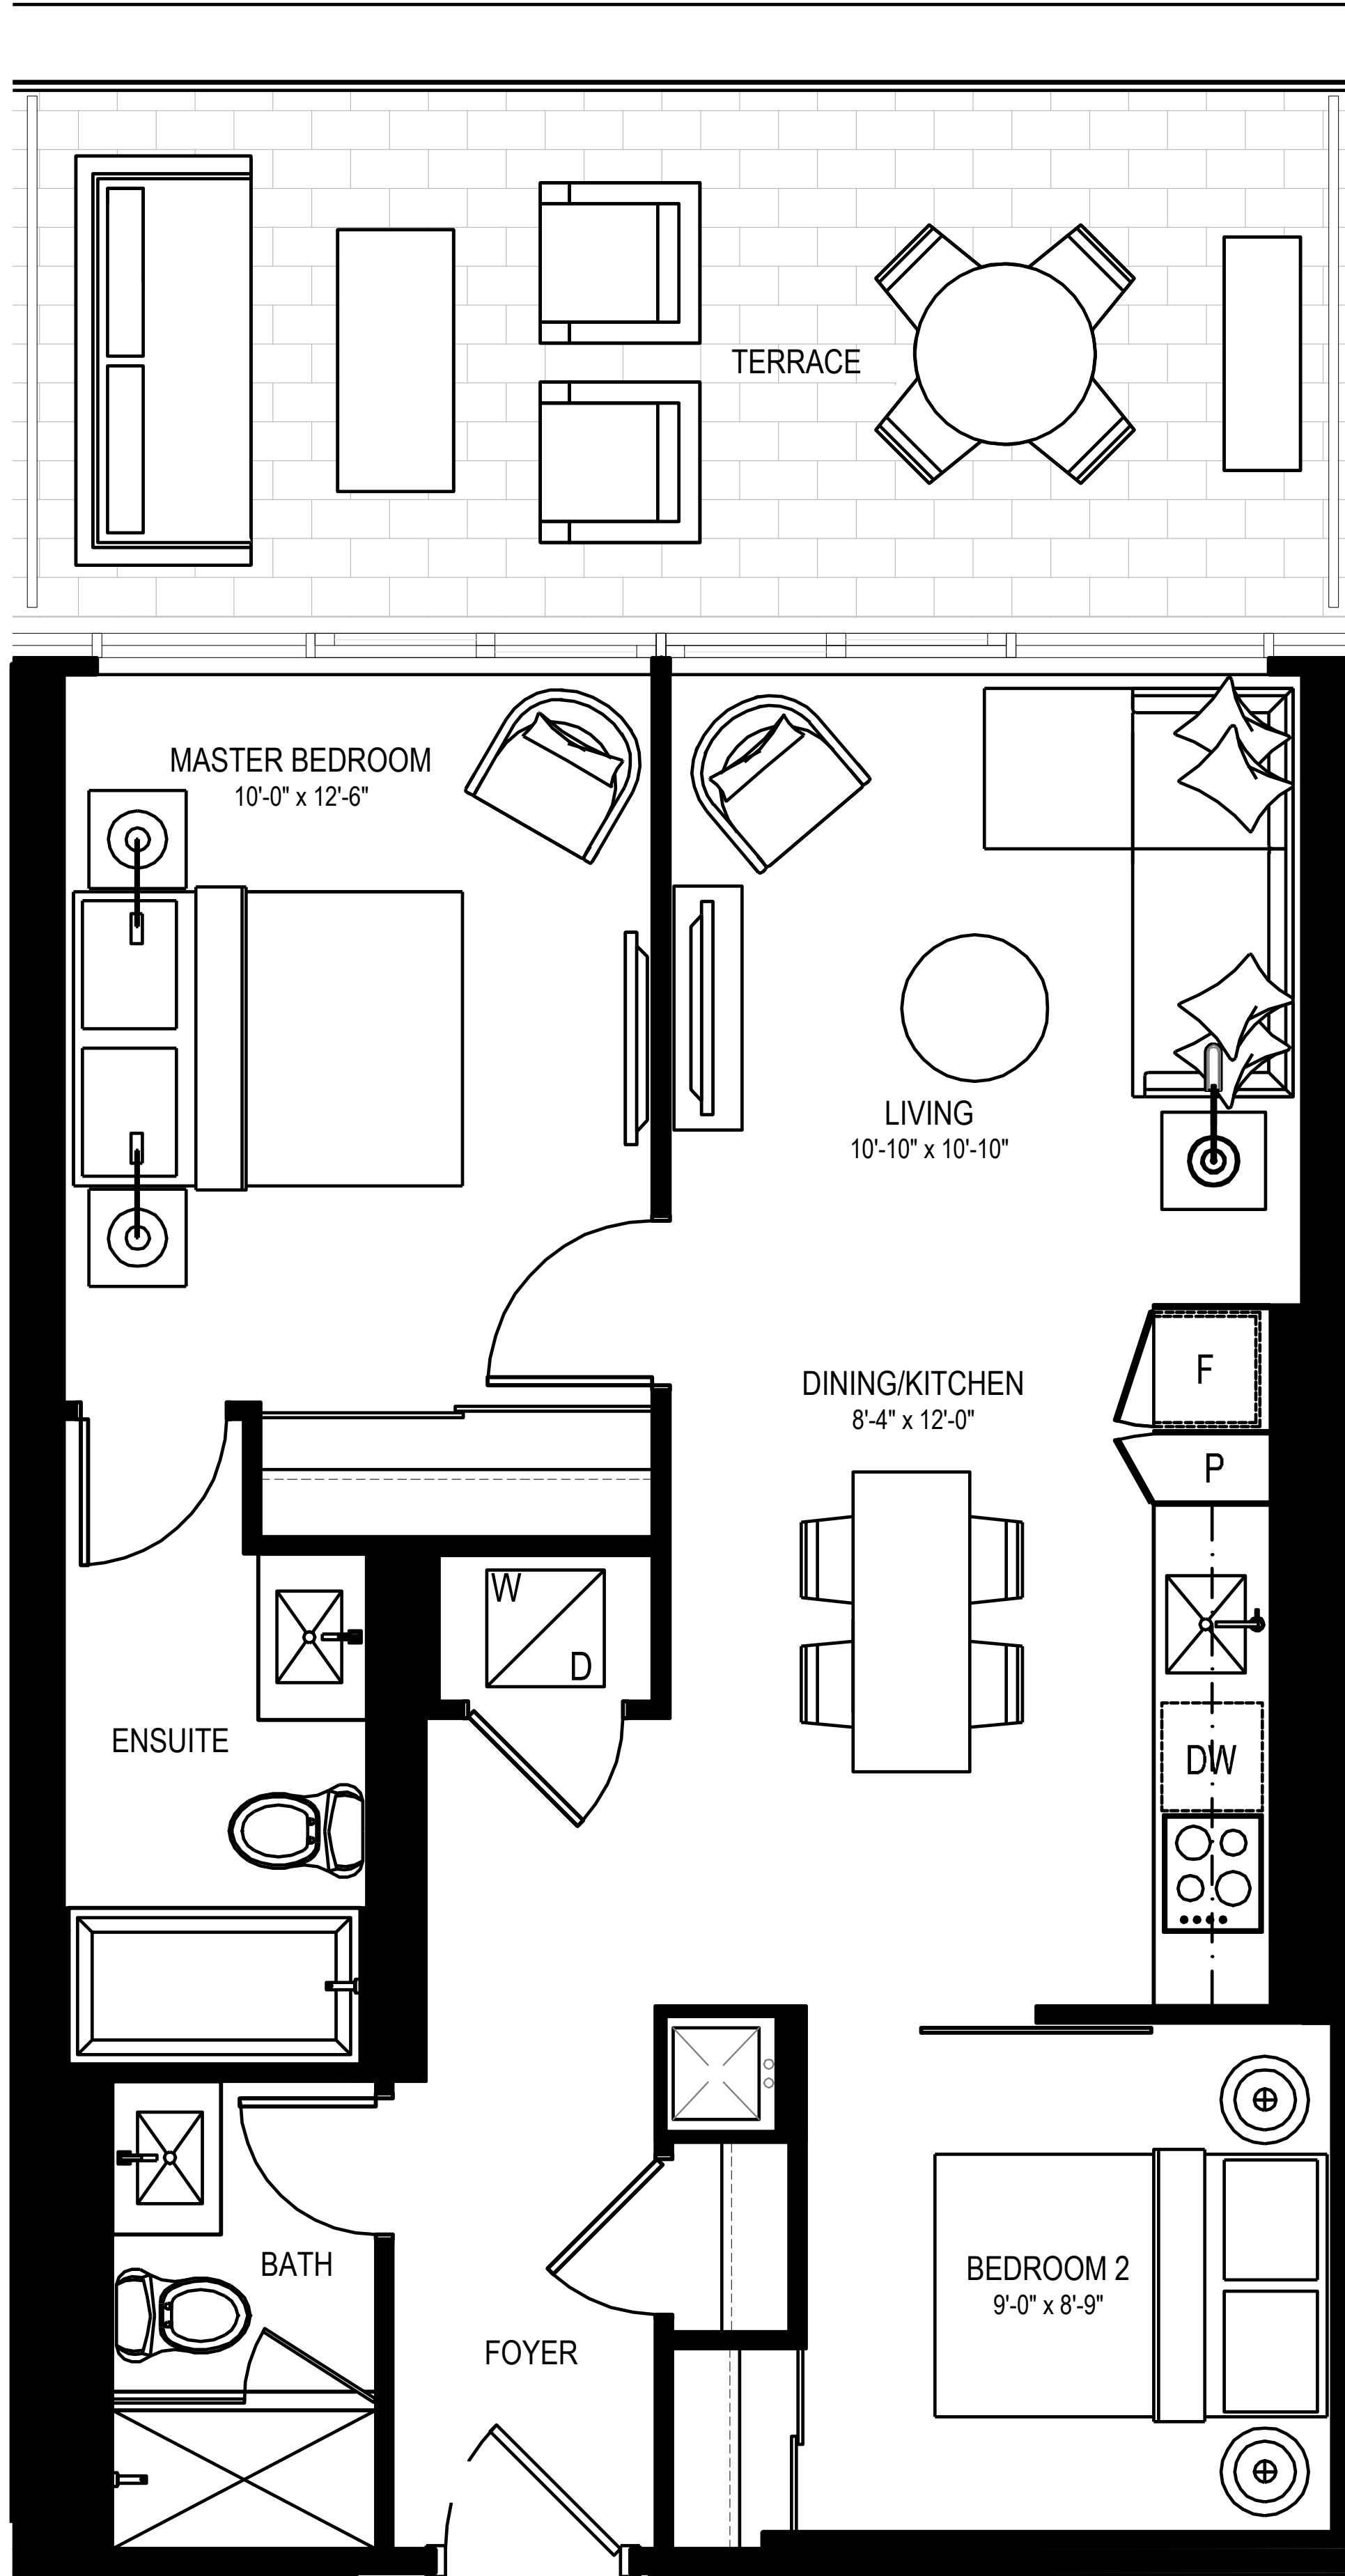 TERRACE
MASTER BEDROOM
10'-0" x 12'-6"
LIVING
10'-10" x 10'-10"
F
DINING/KITCHEN
8'-4" x 12'-0"
P
W
D
ENSUITE
DW
BATH
BEDROOM 2
9'-0" x 8'-9"
FOYER